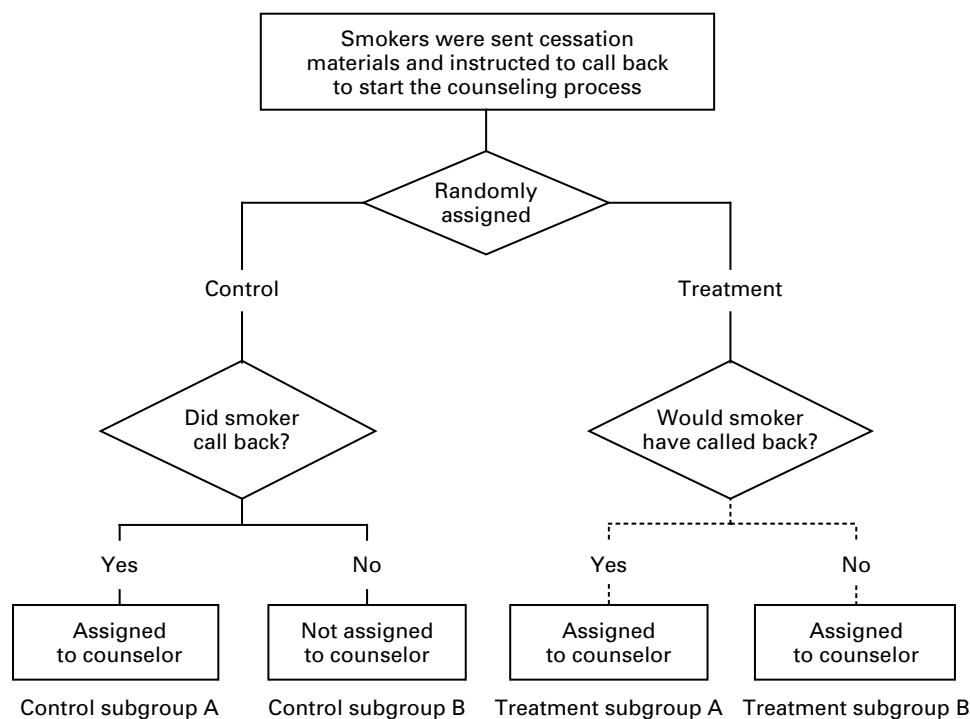 Smokers were sent cessation
materials and instructed to call back
to start the counseling process
Randomly
assigned
Control
Treatment
Did smoker
call back?
Would smoker
have called back?
Yes
No
Yes
No
Assigned
to counselor
Not assigned
to counselor
Assigned
to counselor
Assigned
to counselor
Control subgroup A
Control subgroup B
Treatment subgroup A
Treatment subgroup B